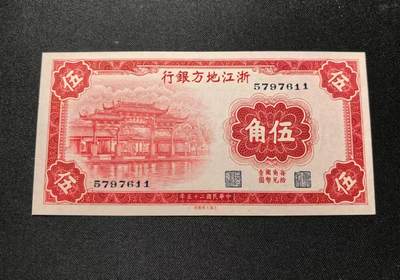 行銀方地江浙
伍 伍
5797611
角伍
5797611
伍 伍
年五十二國民華中